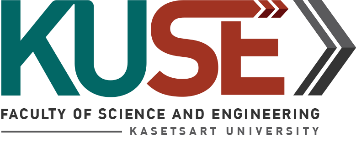 KUSE
FACULTY OF SCIENCE AND ENGINEERING
KASETSART UNIVERSITY